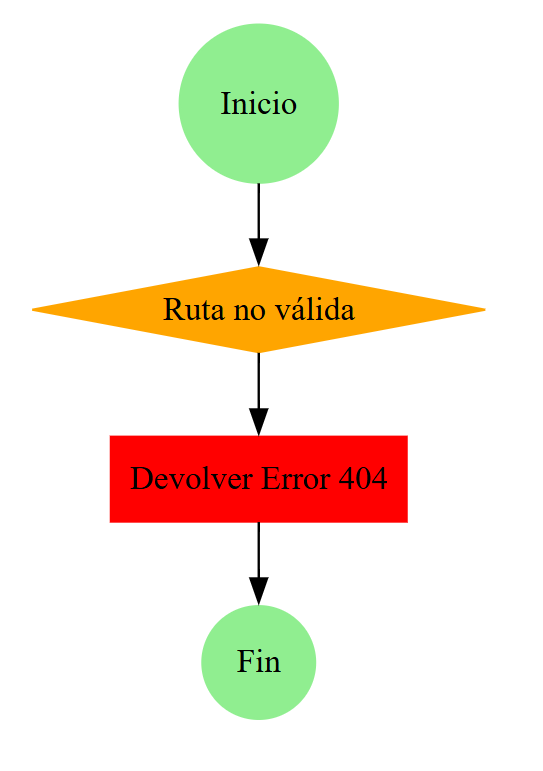 Inicio
Ruta no válida
Devolver Error 404
Fin